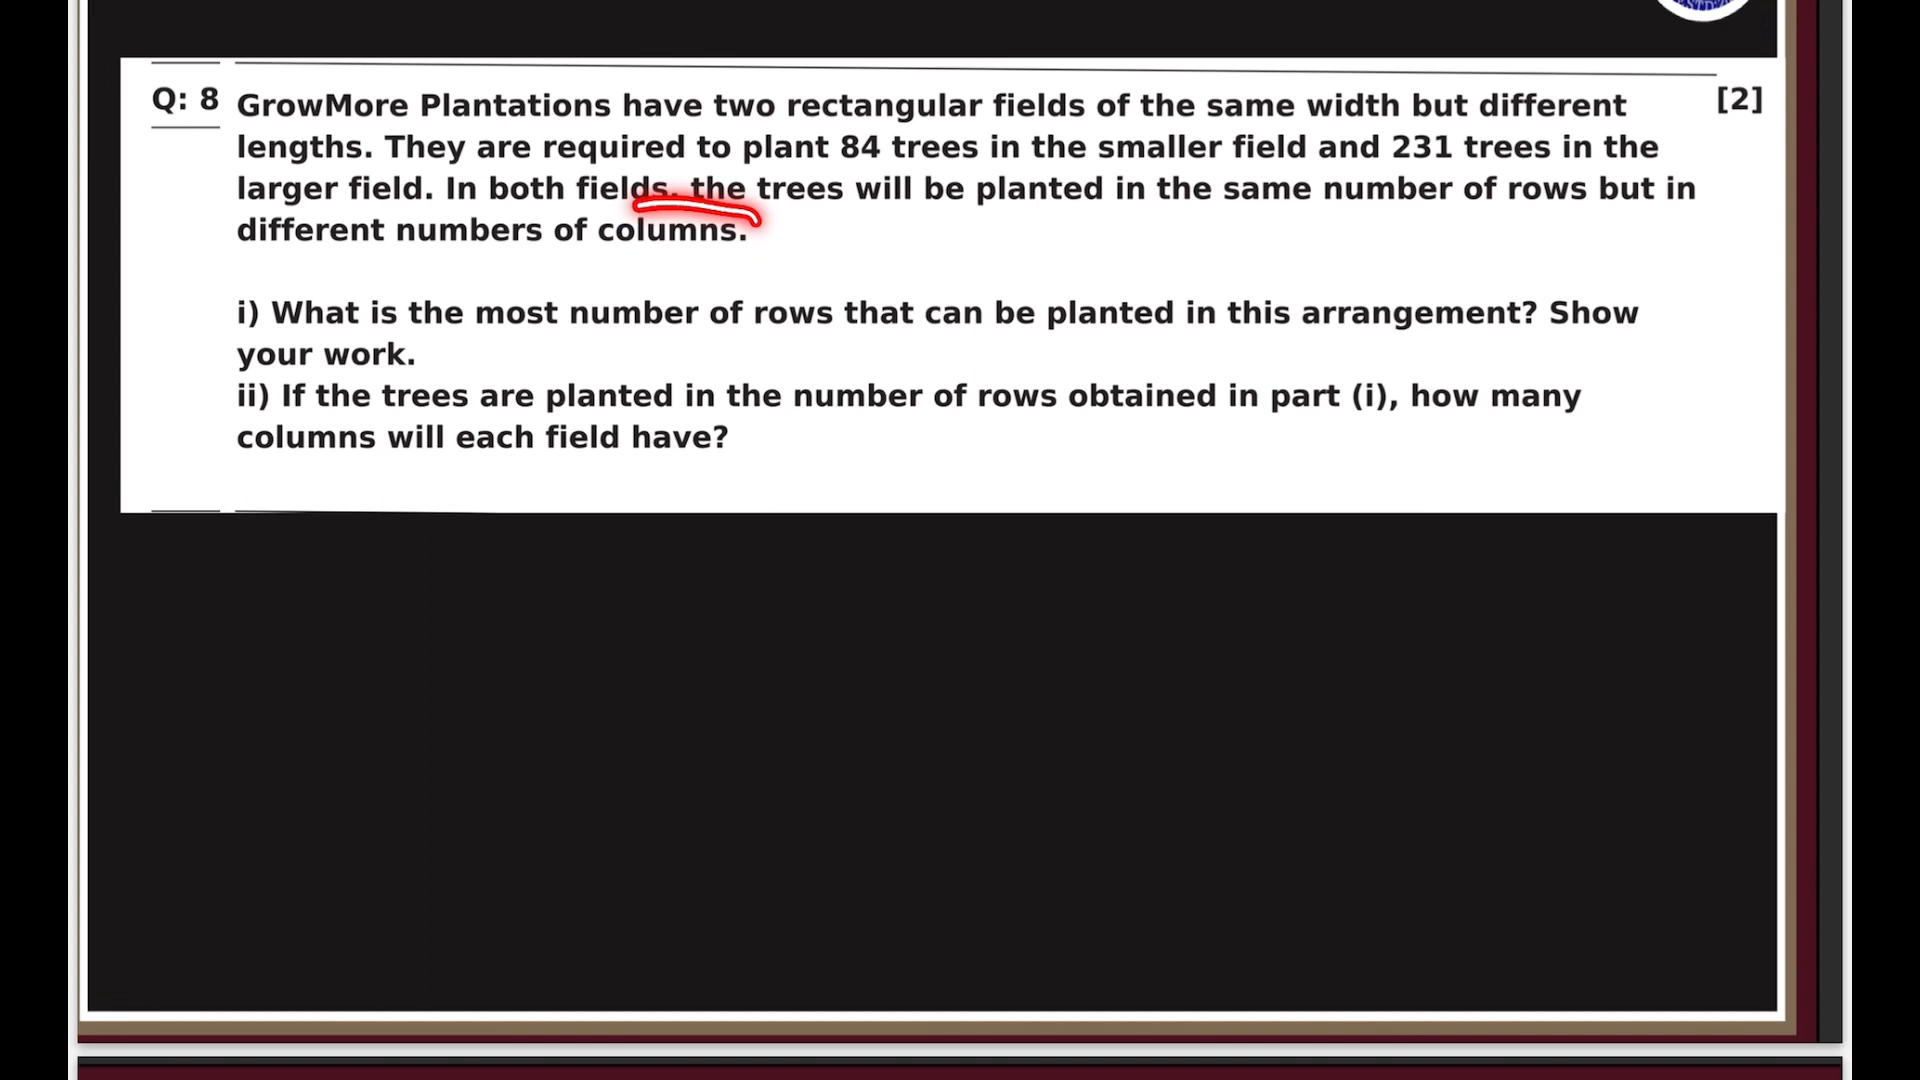 Q: 8
GrowMore Plantations have two rectangular fields of the same width but different
[2]
lengths. They are required to plant 84 trees in the smaller field and 231 trees in the
larger field. In both fields, the trees will be planted in the same number of rows but in
different numbers of columns.
i) What is the most number of rows that can be planted in this arrangement? Show
your work.
ii) If the trees are planted in the number of rows obtained in part (i), how many
columns will each field have?